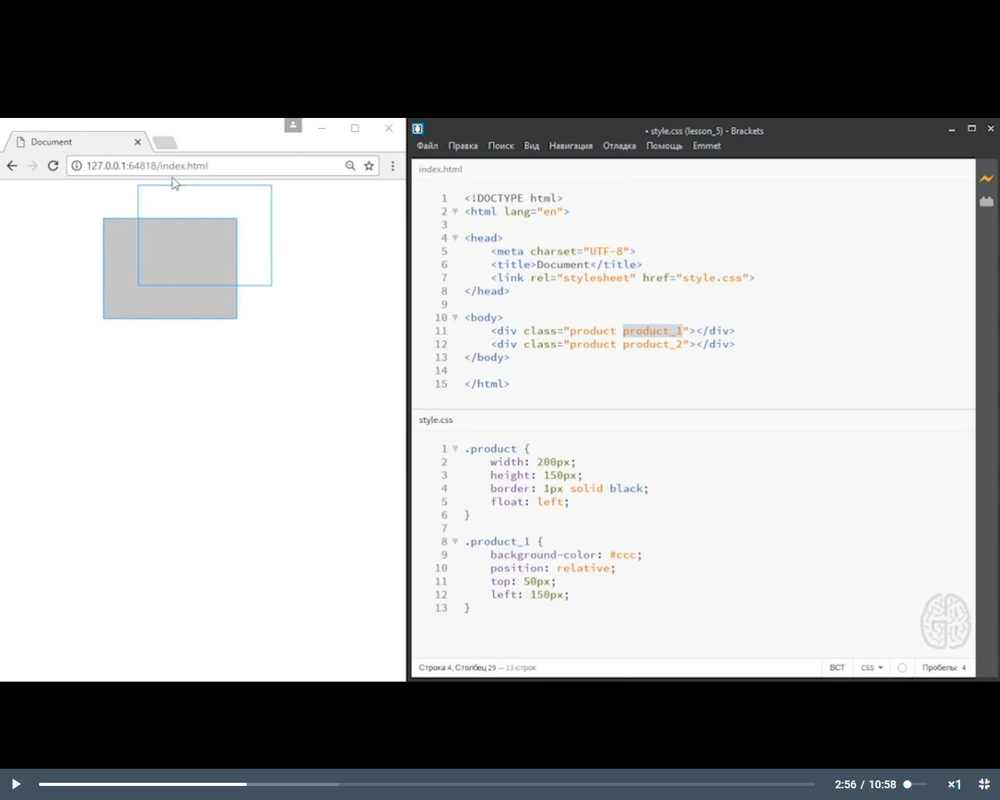 Document
127.0.0.1:64818/index.html
• style.css (lesson_5) - Brackets
Файл Правка Поиск Вид Навигация Отладка Помощь Emmet
index.html
1 <!DOCTYPE html>
2 <html lang="en">
3
4 <head>
5 <meta charset="UTF-8">
6 <title>Document</title>
7 <link rel="stylesheet" href="style.css">
8 </head>
9
10 <body>
11 <div class="product product_1"></div>
12 <div class="product product_2"></div>
13 </body>
14
15 </html>
style.css
1 .product {
2 width: 200px;
3 height: 150px;
4 border: 1px solid black;
5 float: left;
6 }
7
8 .product_1 {
9 background-color: #ccc;
10 position: relative;
11 top: 50px;
12 left: 150px;
13 }
Строка 4, Столбец 29 — 13 строк
ВСТ CSS Пробелы: 4
2:56 / 10:58 ×1